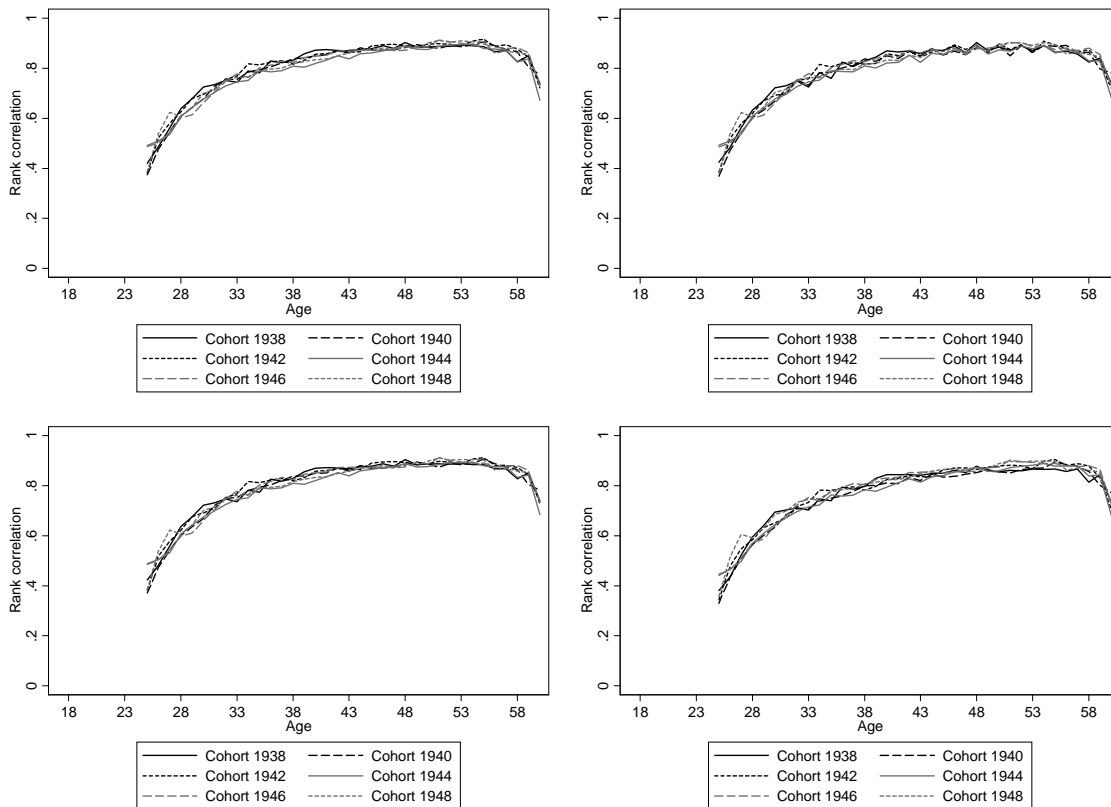 1
.8
.6
.4
.2
0
Rank correlation
18 23 28 33 38 43 48 53 58
Age
Cohort 1938 Cohort 1940
Cohort 1942 Cohort 1944
Cohort 1946 Cohort 1948
1
.8
.6
.4
.2
0
Rank correlation
18 23 28 33 38 43 48 53 58
Age
Cohort 1938 Cohort 1940
Cohort 1942 Cohort 1944
Cohort 1946 Cohort 1948
1
.8
.6
.4
.2
0
Rank correlation
18 23 28 33 38 43 48 53 58
Age
Cohort 1938 Cohort 1940
Cohort 1942 Cohort 1944
Cohort 1946 Cohort 1948
1
.8
.6
.4
.2
0
Rank correlation
18 23 28 33 38 43 48 53 58
Age
Cohort 1938 Cohort 1940
Cohort 1942 Cohort 1944
Cohort 1946 Cohort 1948